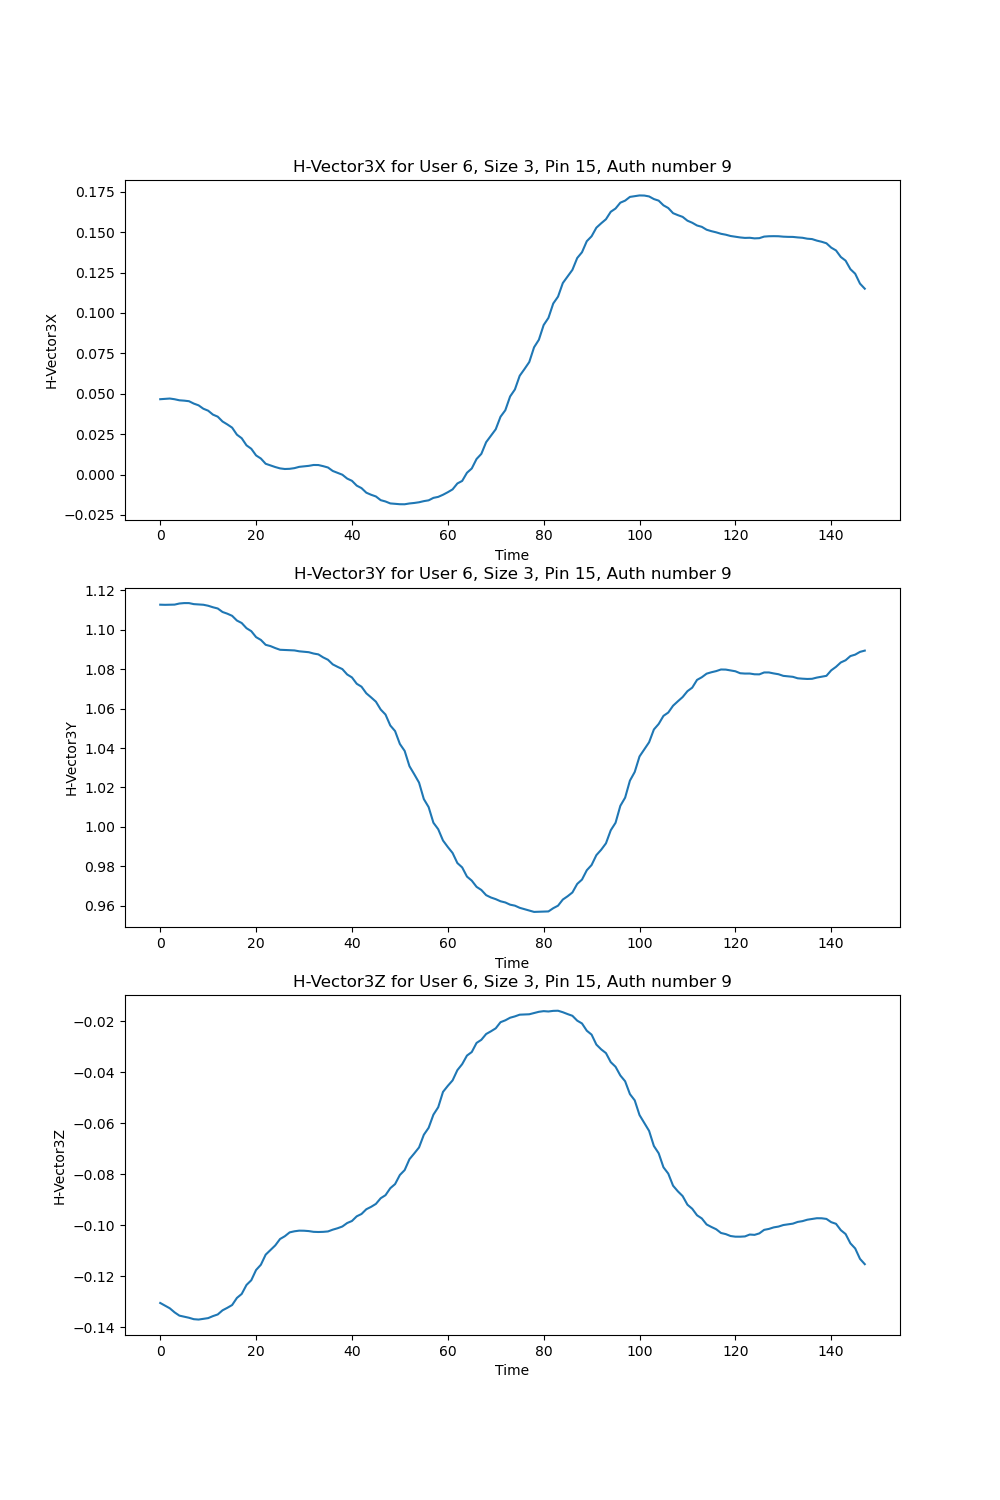 H-Vector3X for User 6, Size 3, Pin 15, Auth number 9
0.175
0.150
0.125
0.100
0.075
0.050
0.025
0.000
−0.025
H-Vector3X
0 20 40 60 80 100 120 140
Time
H-Vector3Y for User 6, Size 3, Pin 15, Auth number 9
1.12
1.10
1.08
1.06
1.04
1.02
1.00
0.98
0.96
H-Vector3Y
0 20 40 60 80 100 120 140
Time
H-Vector3Z for User 6, Size 3, Pin 15, Auth number 9
−0.02
−0.04
−0.06
−0.08
−0.10
−0.12
−0.14
H-Vector3Z
0 20 40 60 80 100 120 140
Time